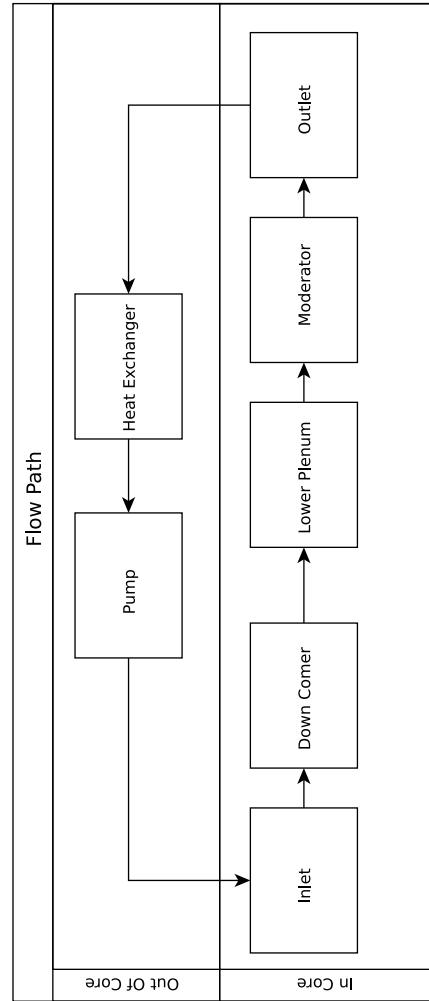 Flow Path
Out Of Core
Pump
Heat Exchanger
In Core
Inlet
Down Comer
Lower Plenum
Moderator
Outlet